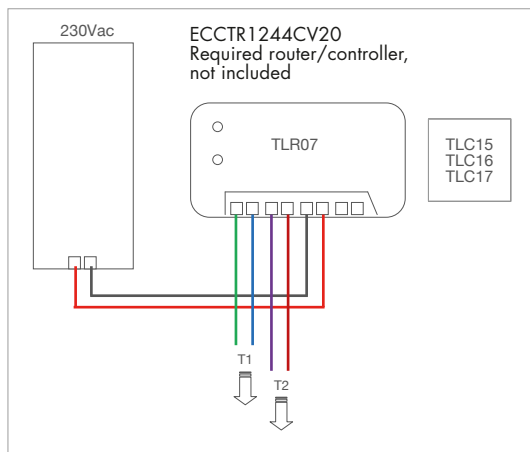 230Vac
ECCTR1244CV20
Required router/controller,
not included
TLR07
TLC15
TLC16
TLC17
T1
T2